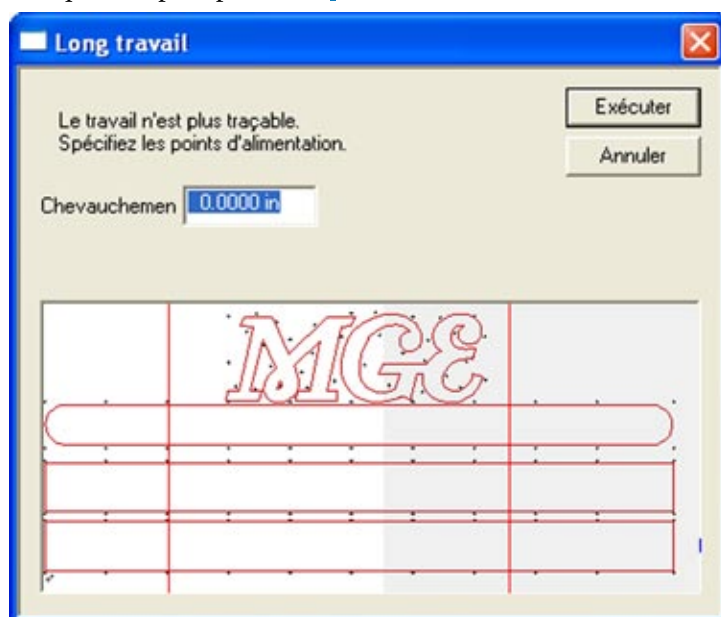 Long travail
Le travail n'est plus traçable.
Spécifiez les points d'alimentation.
Exécuter
Annuler
Chevauchemen 0.0000 in
MGE